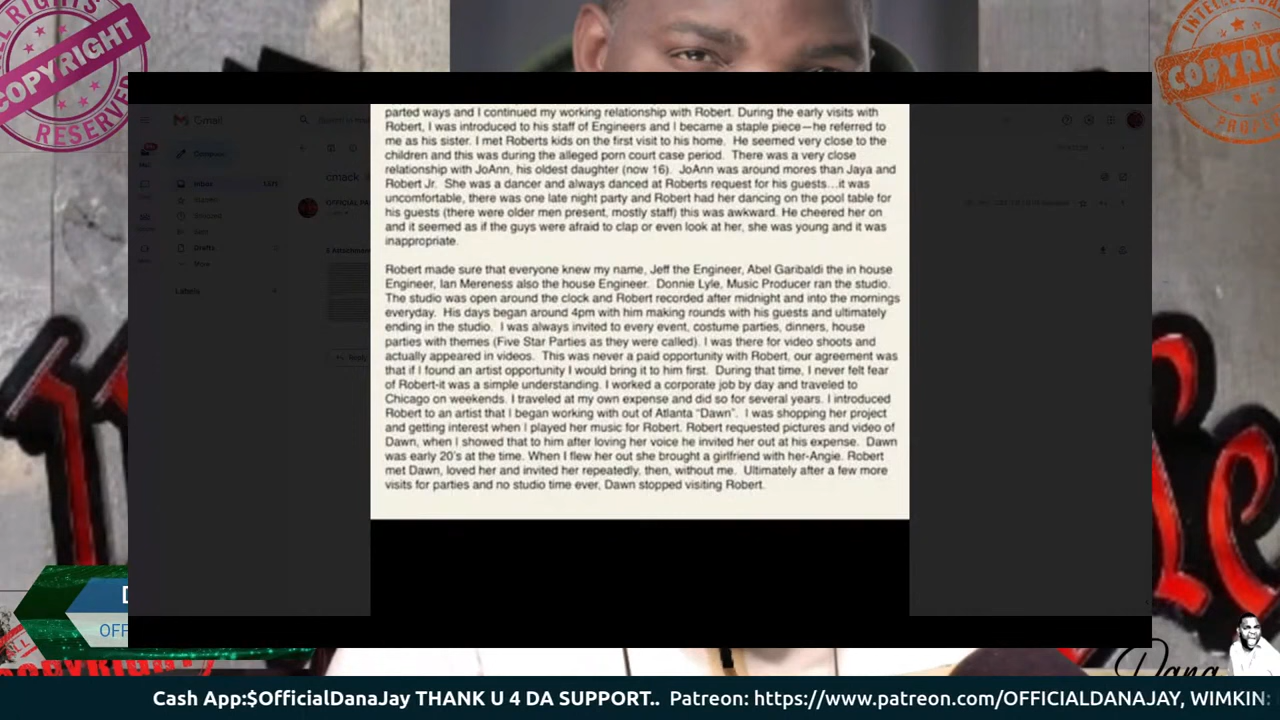 ALL RIGHTS
COPYRIGHT
RESERVED
INTELLECTUAL
COPYRIGHT
PROPERTY
Gmail
parted ways and I continued my working relationship with Robert. During the early visits with
Robert, I was introduced to his staff of Engineers and I became a staple piece—he referred to
me as his sister. I met Roberts kids on the first visit to his home.  He seemed very close to the
children and this was during the alleged porn court case period.  There was a very close
relationship with JoAnn, his oldest daughter (now 16).  JoAnn was around mores than Jaya and
Robert Jr.  She was a dancer and always danced at Roberts request for his guests…it was
uncomfortable, there was one late night party and Robert had her dancing on the pool table for
his guests (there were older men present, mostly staff) this was awkward. He cheered her on
and it seemed as if the guys were afraid to clap or even look at her, she was young and it was
inappropriate.
Robert made sure that everyone knew my name, Jeff the Engineer, Abel Garibaldi the in house
Engineer, Ian Mereness also the house Engineer.  Donnie Lyle, Music Producer ran the studio.
The studio was open around the clock and Robert recorded after midnight and into the mornings
everyday.  His days began around 4pm with him making rounds with his guests and ultimately
ending in the studio.  I was always invited to every event, costume parties, dinners, house
parties with themes (Five Star Parties as they were called). I was there for video shoots and
actually appeared in videos.  This was never a paid opportunity with Robert, our agreement was
that if I found an artist opportunity I would bring it to him first.  During that time, I never felt fear
of Robert-it was a simple understanding. I worked a corporate job by day and traveled to
Chicago on weekends. I traveled at my own expense and did so for several years. I introduced
Robert to an artist that I began working with out of Atlanta "Dawn".  I was shopping her project
and getting interest when I played her music for Robert. Robert requested pictures and video of
Dawn, when I showed that to him after loving her voice he invited her out at his expense.  Dawn
was early 20's at the time. When I flew her out she brought a girlfriend with her-Angie. Robert
met Dawn, loved her and invited her repeatedly, then, without me.  Ultimately after a few more
visits for parties and no studio time ever, Dawn stopped visiting Robert.
Compose
Inbox
Drafts
More
Labels
cmack
Reply
D
OFF
COPYRIGHT
Dana
Cash App:$OfficialDanaJay THANK U 4 DA SUPPORT..  Patreon: https://www.patreon.com/OFFICIALDANAJAY, WIMKIN: